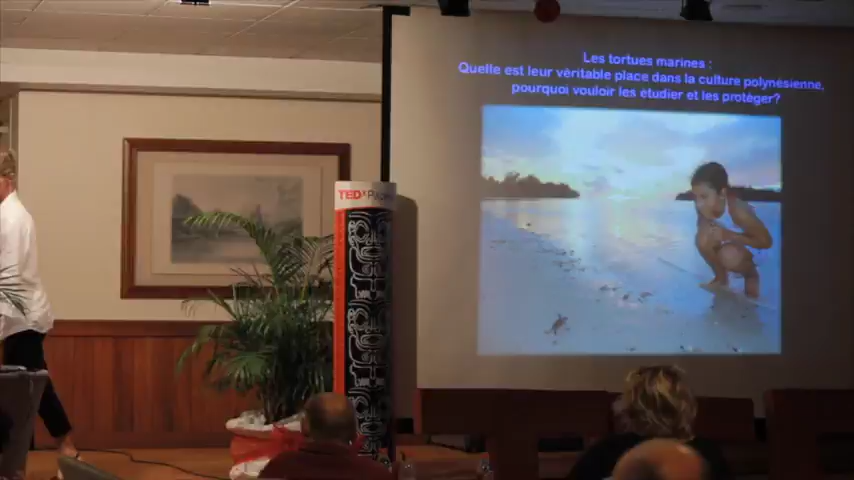 Les tortues marines :
Quelle est leur véritable place dans la culture polynésienne,
pourquoi vouloir les étudier et les protéger?
TEDx